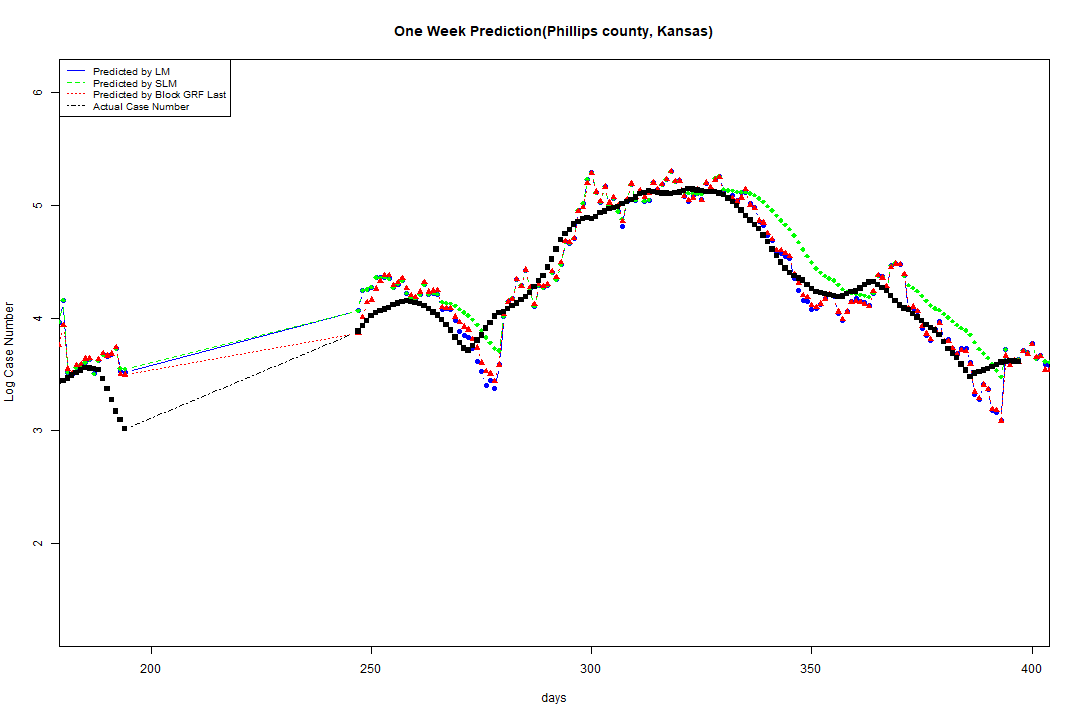 One Week Prediction(Phillips county, Kansas)
Predicted by LM
Predicted by SLM
Predicted by Block GRF Last
Actual Case Number
6
5
4
3
2
Log Case Number
200 250 300 350 400
days